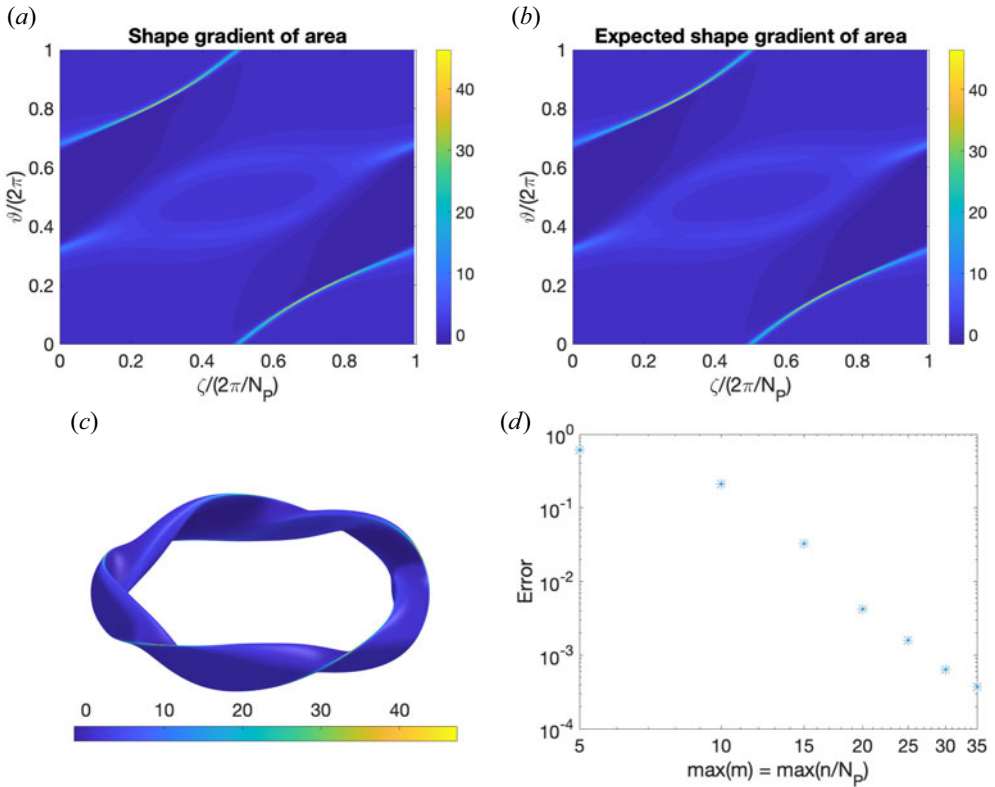 (a)
Shape gradient of area
1
0.8
0.6
0.4
0.2
0
0
0.2
0.4
0.6
0.8
1
ϑ/(2π)
ζ/(2π/N_P)
40
30
20
10
0
(b)
Expected shape gradient of area
1
0.8
0.6
0.4
0.2
0
0
0.2
0.4
0.6
0.8
1
ϑ/(2π)
ζ/(2π/N_P)
40
30
20
10
0
(c)
0 10 20 30 40
(d)
10^0
10^-1
10^-2
10^-3
10^-4
Error
5 10 15 20 25 30 35
max(m) = max(n/N_P)